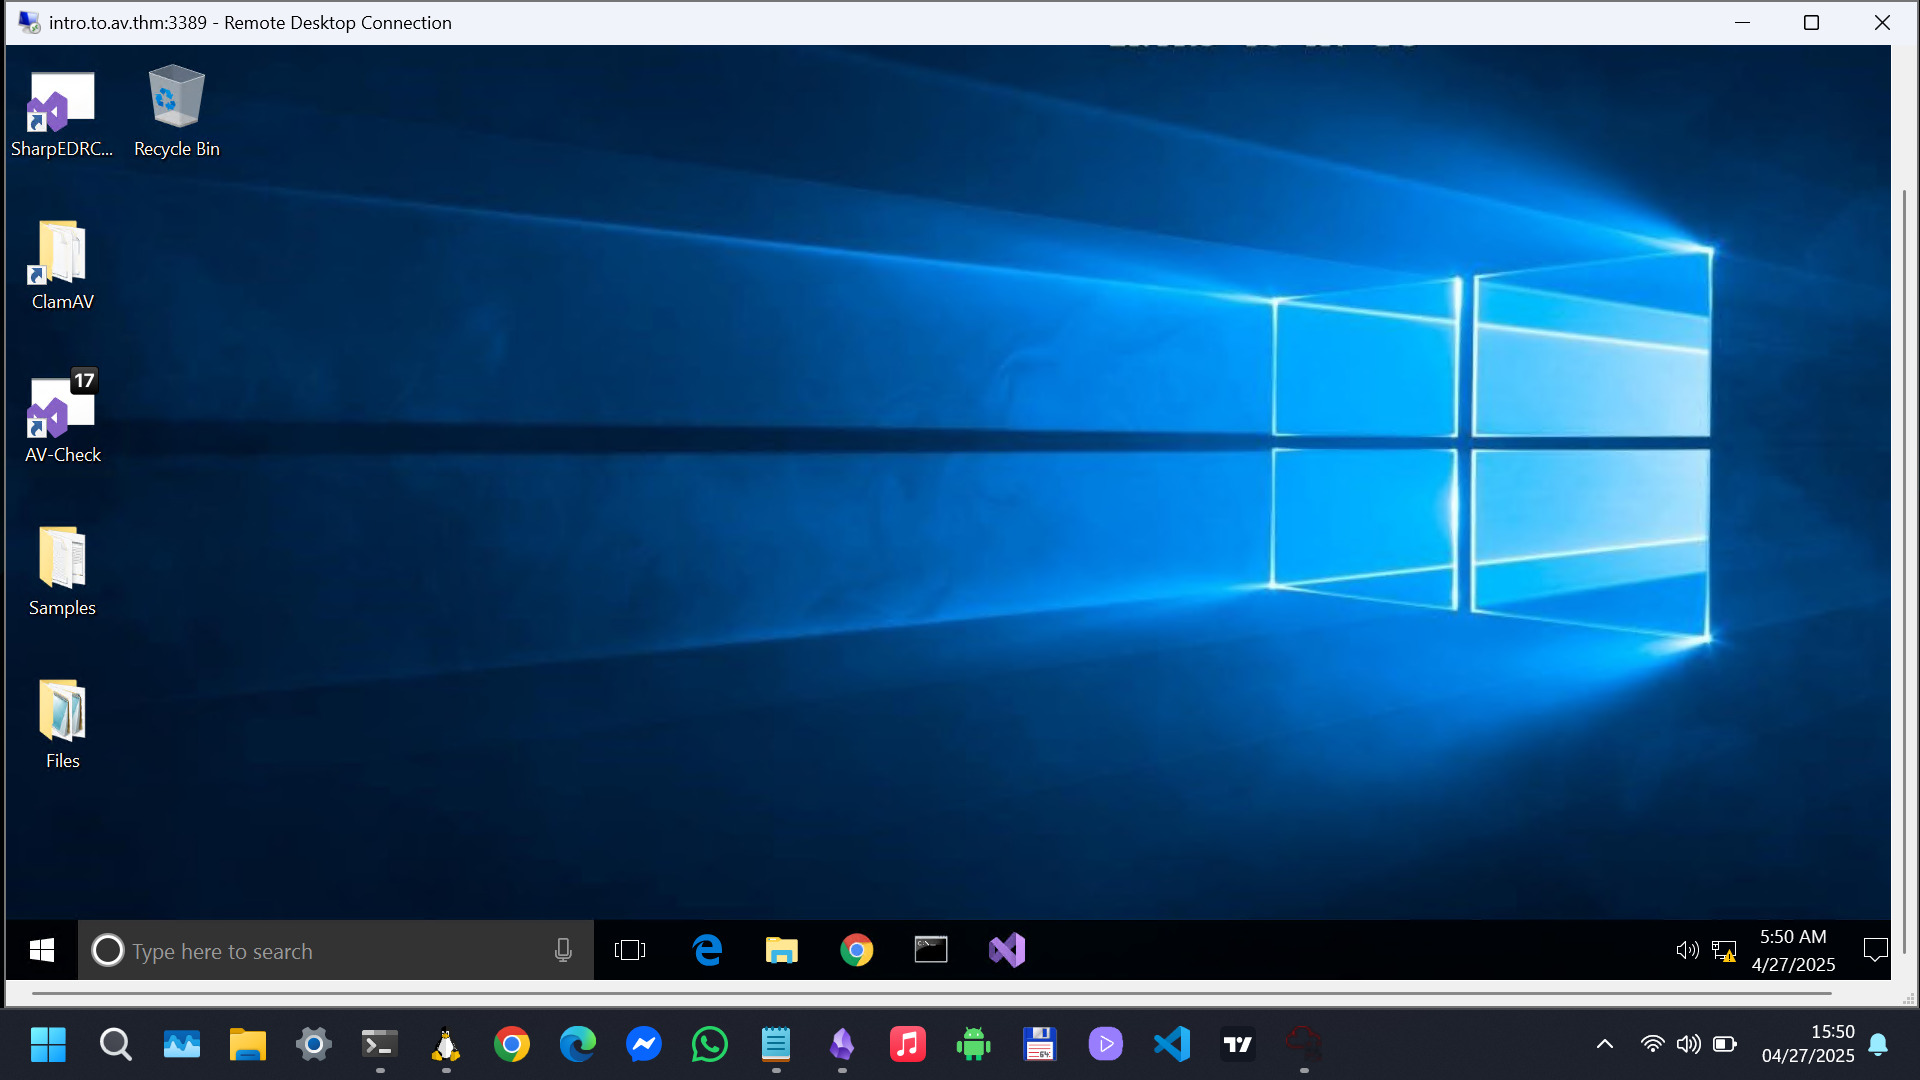 intro.to.av.thm:3389 - Remote Desktop Connection
SharpEDRC...
Recycle Bin
ClamAV
17
AV-Check
Samples
Files
Type here to search
5:50 AM
4/27/2025
15:50
04/27/2025